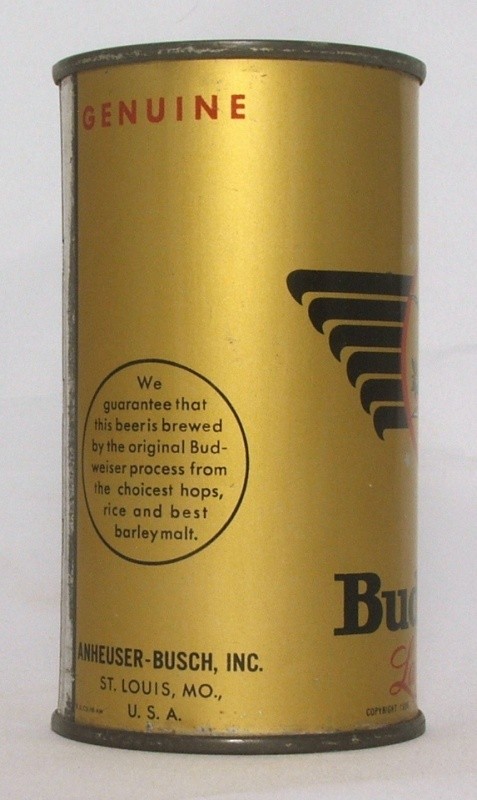 GENUINE
We
guarantee that
this beer is brewed
by the original Bud-
weiser process from
the choicest hops,
rice and best
barley malt.
Bud
ANHEUSER-BUSCH, INC.
ST. LOUIS, MO.,
U. S. A.
COPYRIGHT